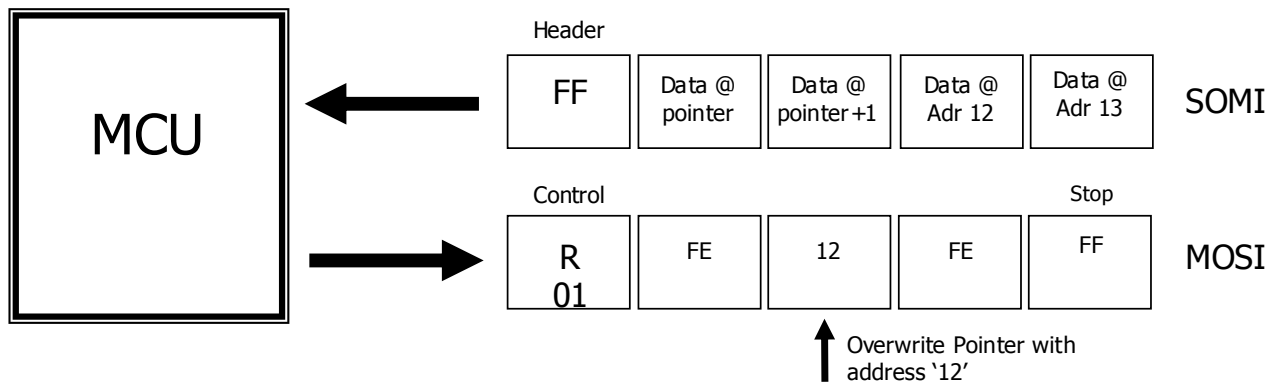 Header
FF
Data @
pointer
Data @
pointer+1
Data @
Adr 12
Data @
Adr 13
SOMI
MCU
Control
Stop
R
01
FE
12
FE
FF
MOSI
Overwrite Pointer with
address ‘12’